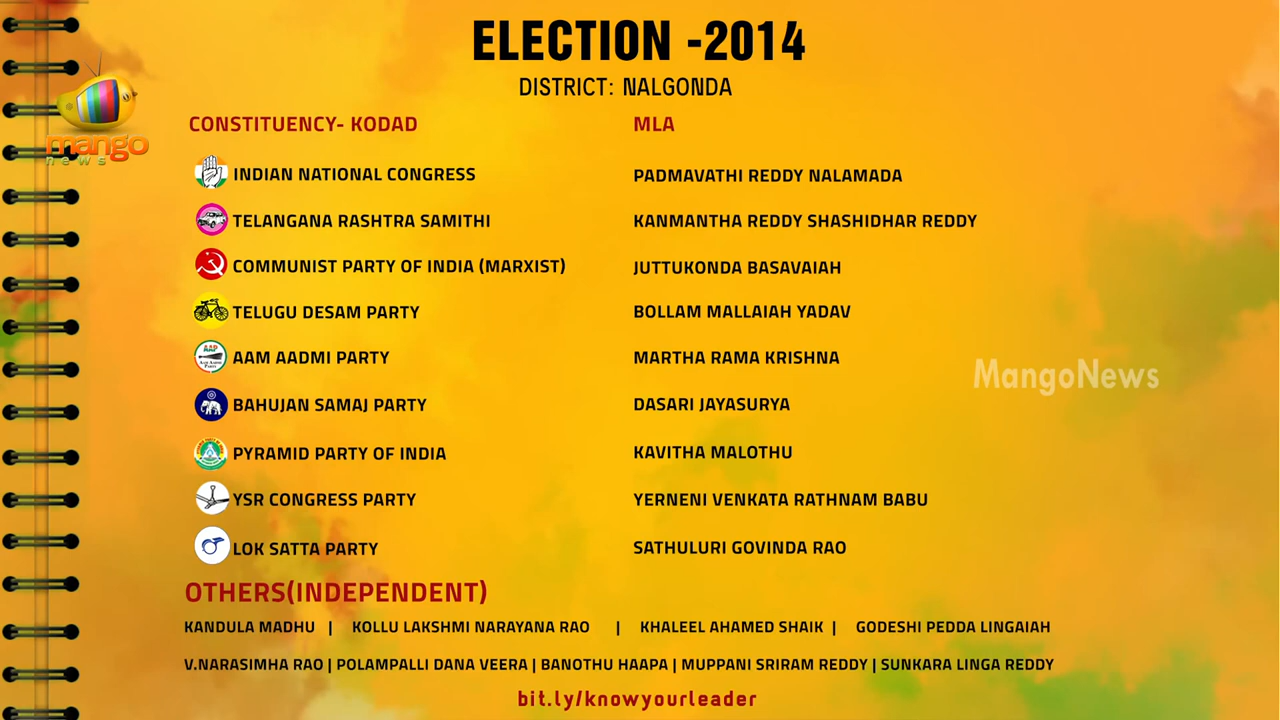 ELECTION -2014
DISTRICT: NALGONDA
mango
news
CONSTITUENCY- KODAD MLA
INDIAN NATIONAL CONGRESS PADMAVATHI REDDY NALAMADA
TELANGANA RASHTRA SAMITHI KANMANTHA REDDY SHASHIDHAR REDDY
COMMUNIST PARTY OF INDIA (MARXIST) JUTTUKONDA BASAVAIAH
TELUGU DESAM PARTY BOLLAM MALLAIAH YADAV
AAP
AAM AADMI PARTY
AAM AADMI PARTY MARTHA RAMA KRISHNA
MangoNews
BAHUJAN SAMAJ PARTY DASARI JAYASURYA
PYRAMID PARTY OF INDIA KAVITHA MALOTHU
YSR CONGRESS PARTY YERNENI VENKATA RATHNAM BABU
LOK SATTA PARTY SATHULURI GOVINDA RAO
OTHERS(INDEPENDENT)
KANDULA MADHU | KOLLU LAKSHMI NARAYANA RAO | KHALEEL AHAMED SHAIK | GODESHI PEDDA LINGAIAH
V.NARASIMHA RAO | POLAMPALLI DANA VEERA | BANOTHU HAAPA | MUPPANI SRIRAM REDDY | SUNKARA LINGA REDDY
bit.ly/knowyourleader